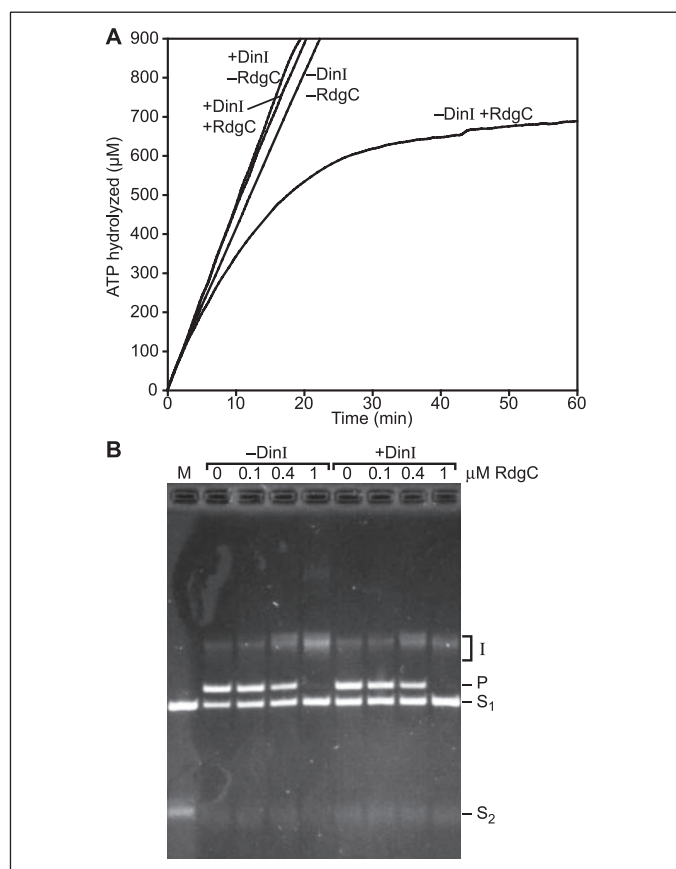 A
900
800
700
600
500
400
300
200
100
0
ATP hydrolyzed (μM)
+DinI
–RdgC
+DinI
+RdgC
–DinI
–RdgC
–DinI +RdgC
0 10 20 30 40 50 60
Time (min)
B
–DinI +DinI
M 0 0.1 0.4 1 0 0.1 0.4 1 μM RdgC
I
P
S₁
S₂